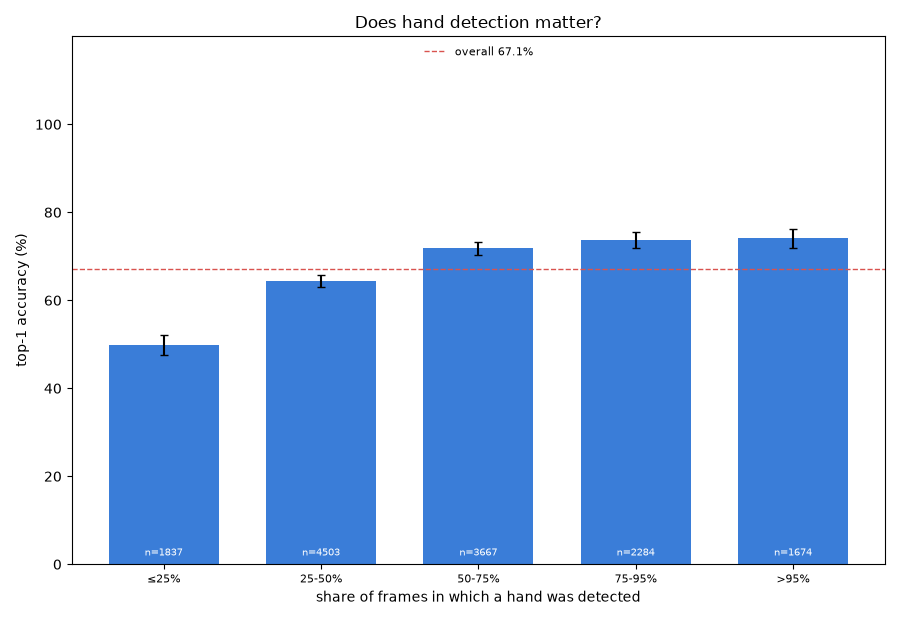 Does hand detection matter?
overall 67.1%
top-1 accuracy (%)
100
80
60
40
20
0
n=1837
n=4503
n=3667
n=2284
n=1674
≤25%
25-50%
50-75%
75-95%
>95%
share of frames in which a hand was detected